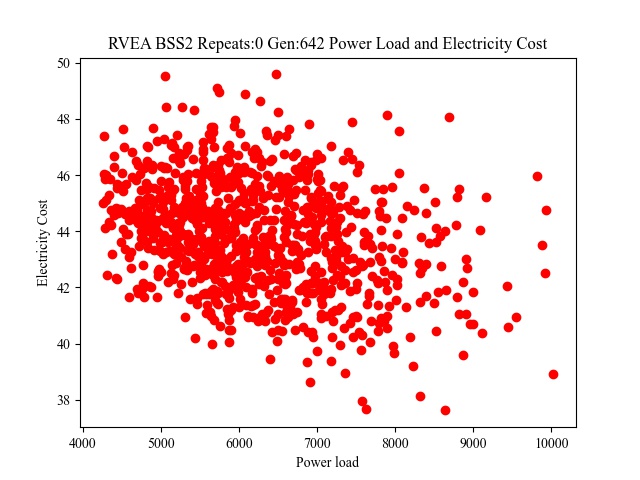 RVEA BSS2 Repeats:0 Gen:642 Power Load and Electricity Cost
50
48
46
44
42
40
38
Electricity Cost
4000 5000 6000 7000 8000 9000 10000
Power load